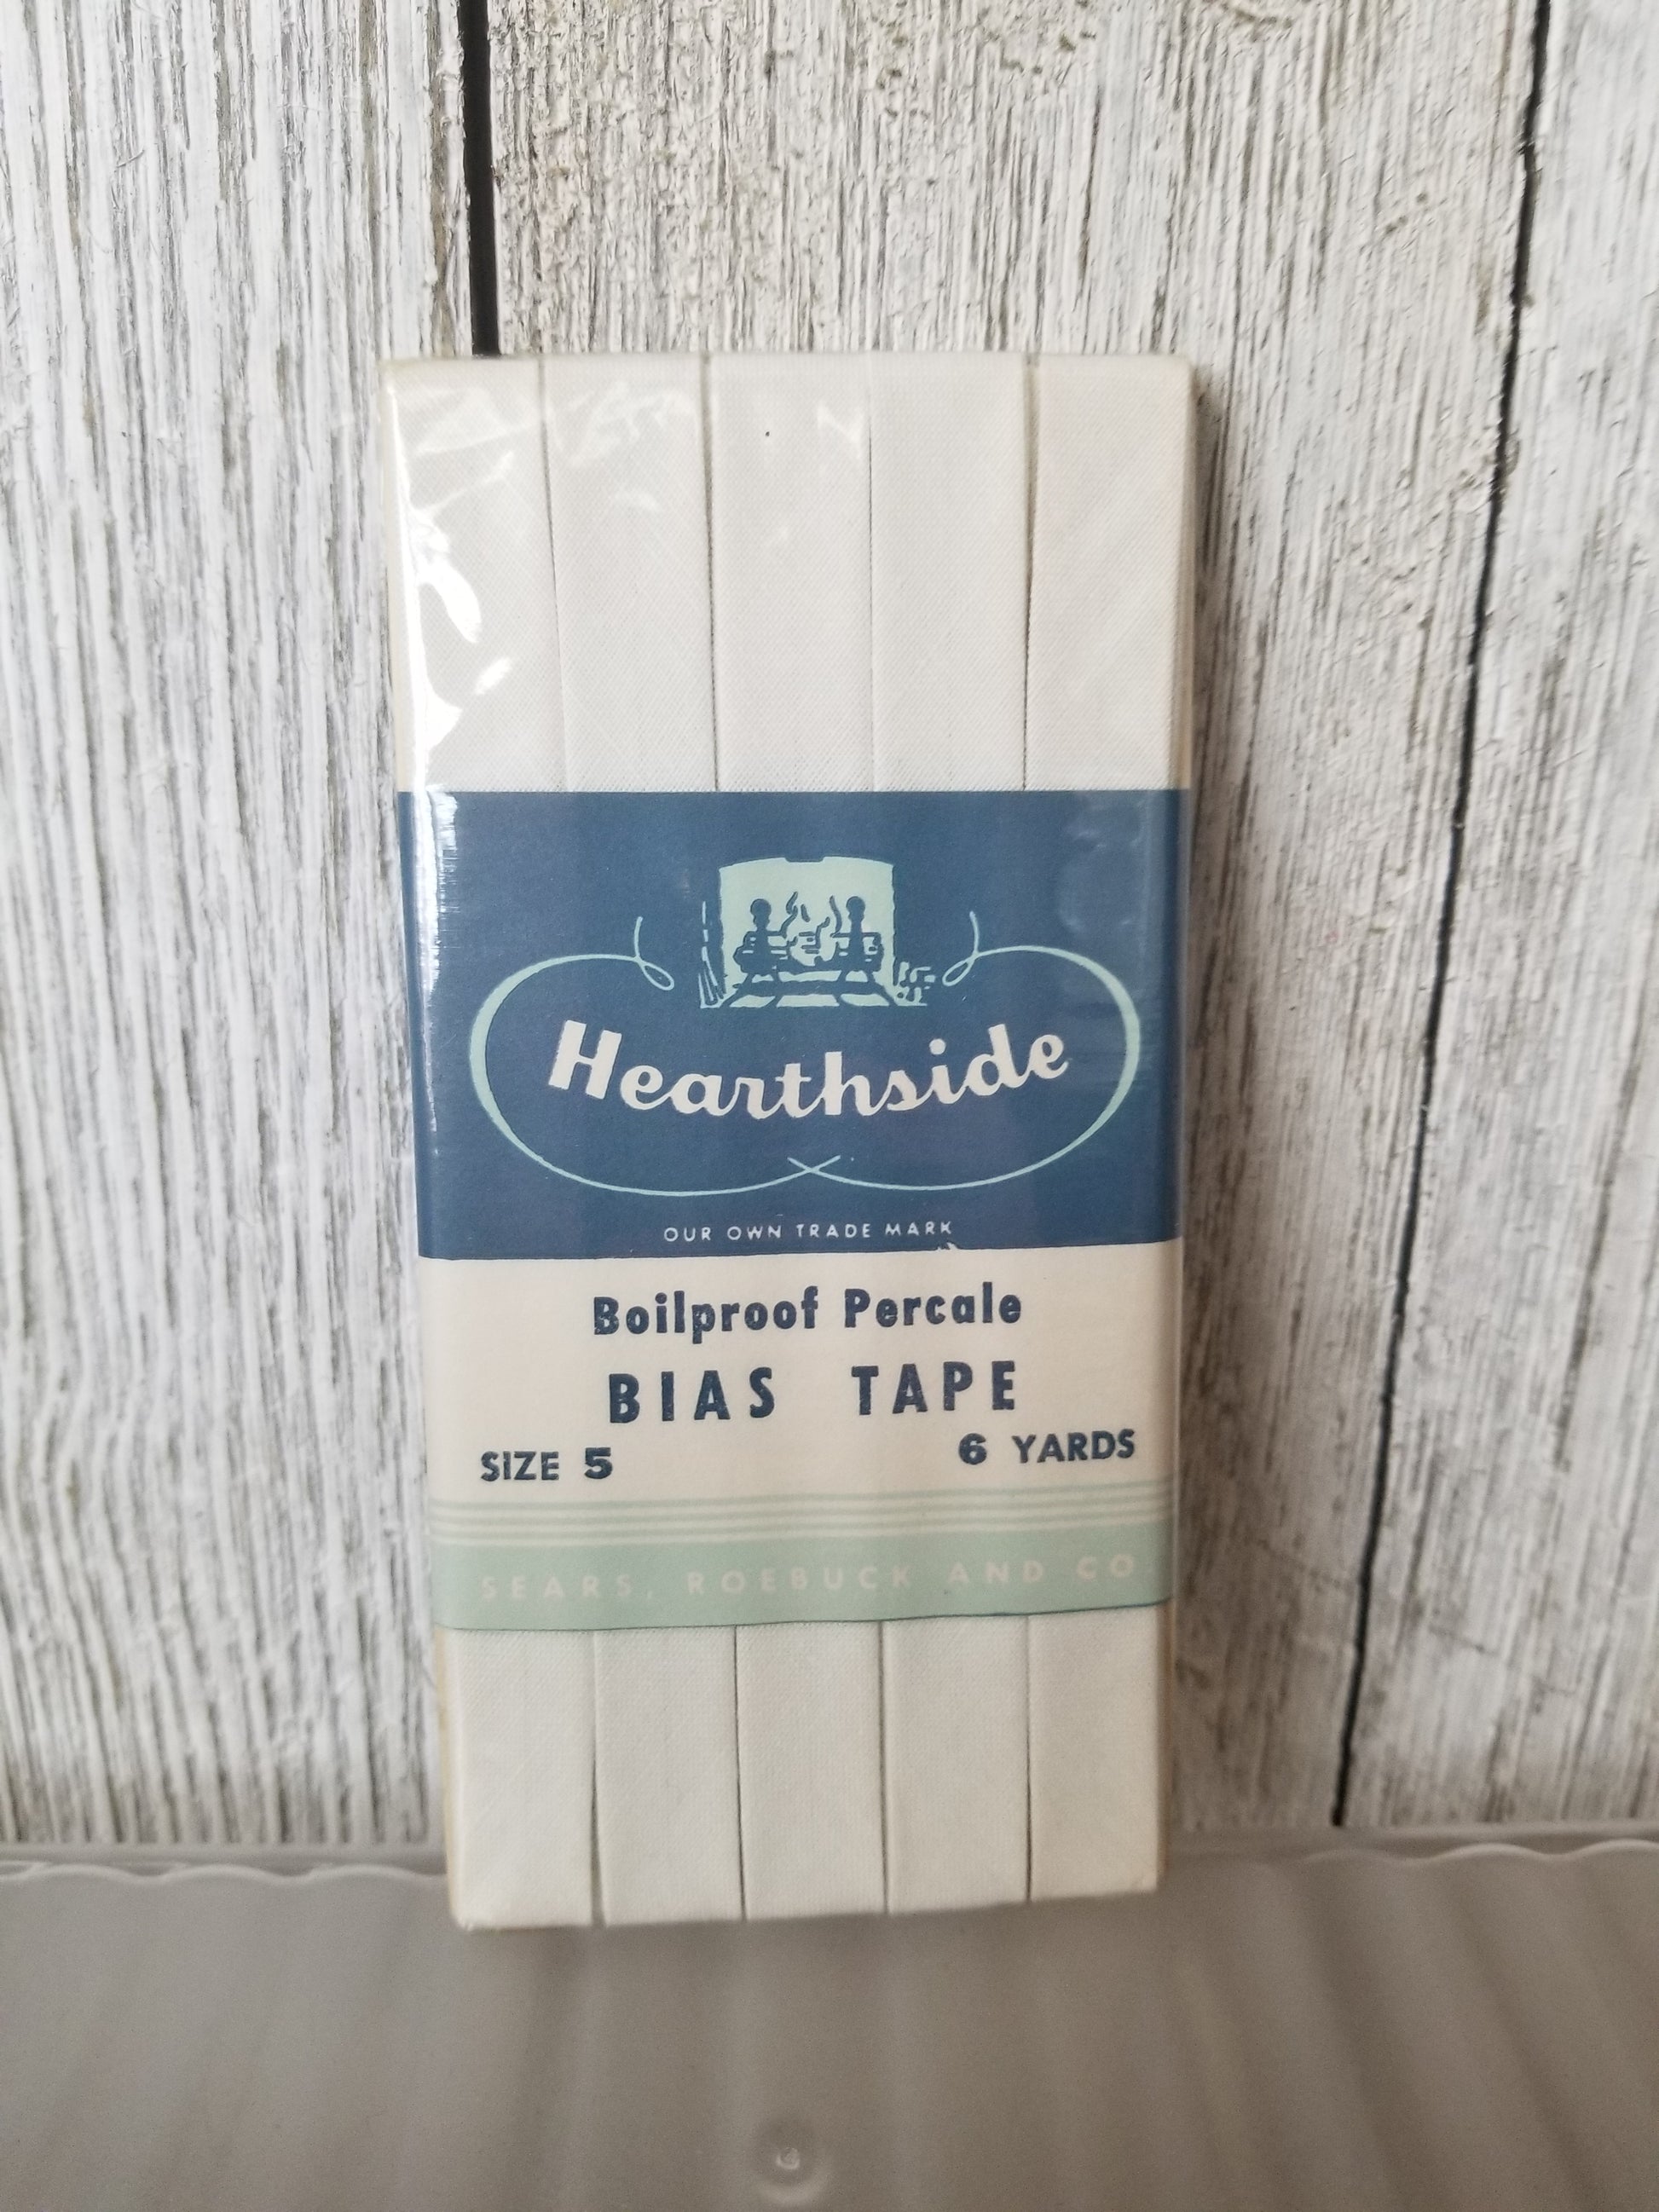 Hearthside
OUR OWN TRADE MARK
Boilproof Percale
BIAS TAPE
SIZE 5 6 YARDS
SEARS, ROEBUCK AND CO